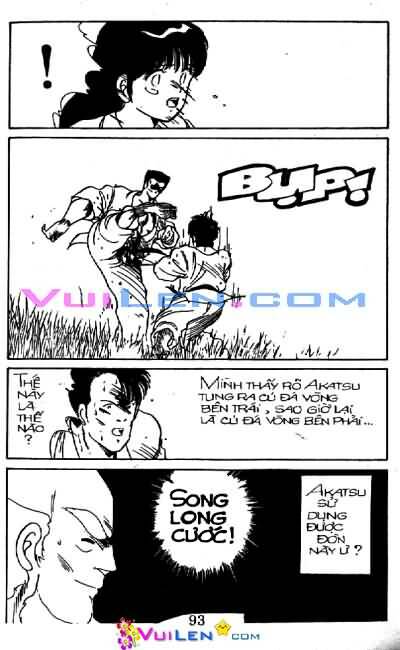 !
BỤP!
VUILEN.COM
THẾ
NÀY
LÀ
THẾ
NÀO
?
MÌNH THẤY RÕ AKATSU
TUNG RA CÚ ĐÁ VÒNG
BÊN TRÁI, SAO GIỜ LẠI
LÀ CÚ ĐÁ VÒNG BÊN PHẢI...
SONG
LONG
CƯỚC!
AKATSU
SỬ
DỤNG
ĐƯỢC
ĐÒN
NÀY Ư?
93
VUILEN.COM